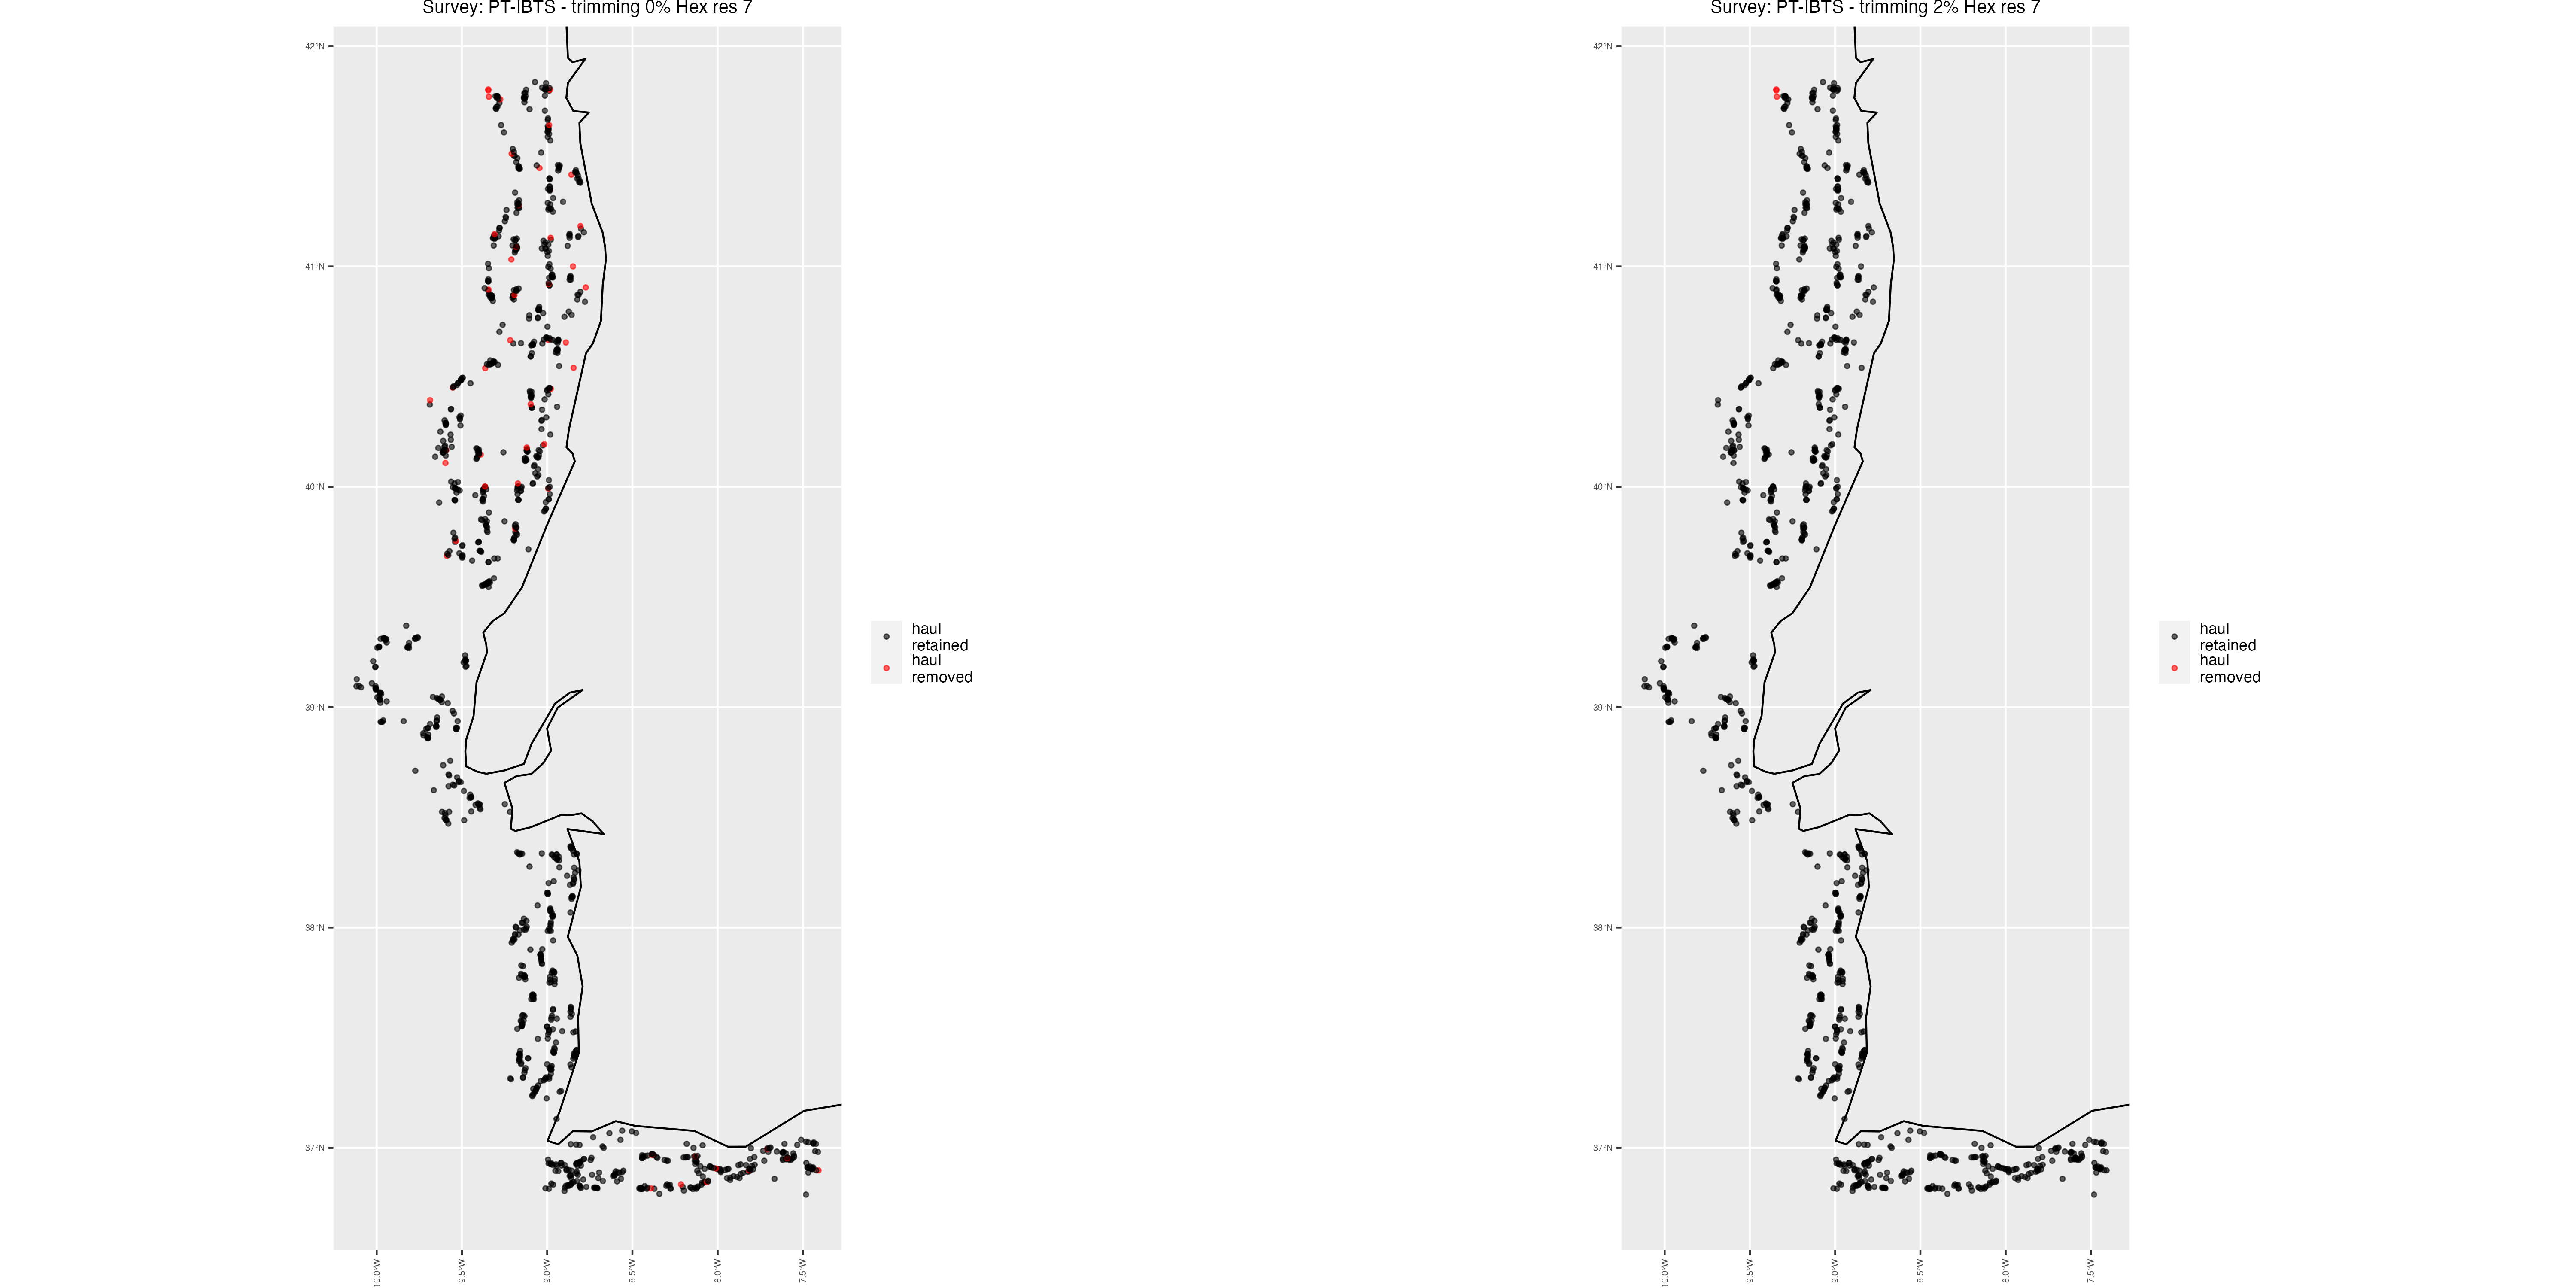 Survey: PT-IBTS - trimming 0% Hex res 7
42°N
41°N
40°N
39°N
38°N
37°N
10.0°W
9.5°W
9.0°W
8.5°W
8.0°W
7.5°W
haul
retained
haul
removed
Survey: PT-IBTS - trimming 2% Hex res 7
42°N
41°N
40°N
39°N
38°N
37°N
10.0°W
9.5°W
9.0°W
8.5°W
8.0°W
7.5°W
haul
retained
haul
removed